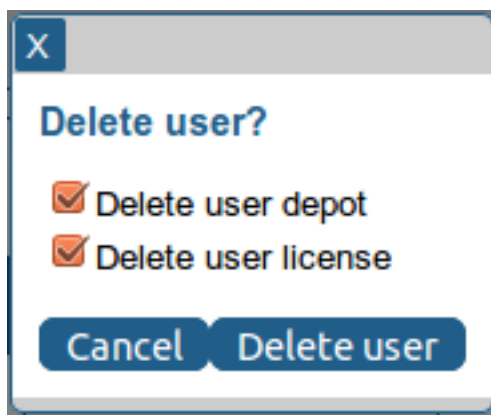 X
Delete user?
Delete user depot
Delete user license
Cancel Delete user